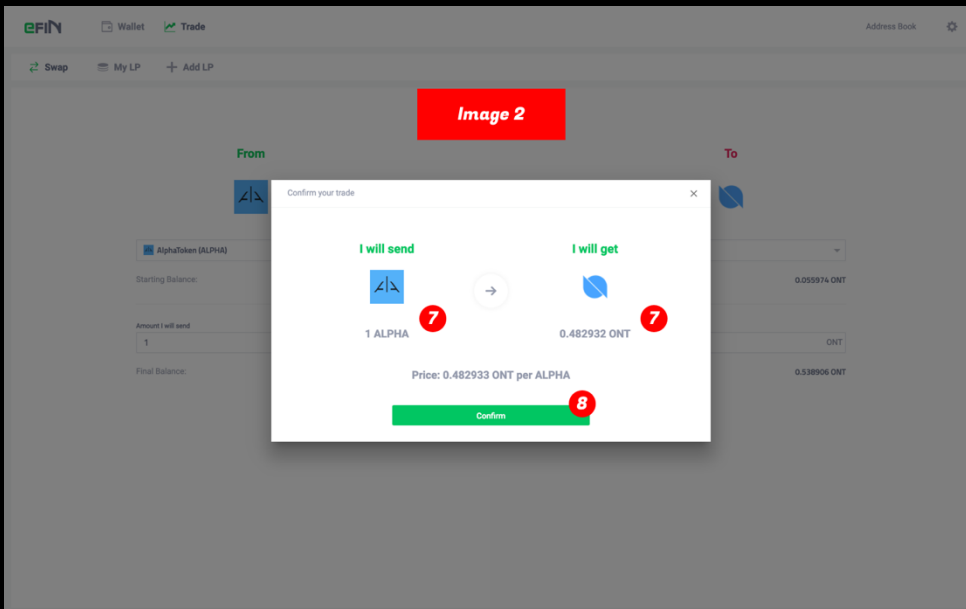 eFIN
Wallet
Trade
Address Book
Swap
My LP
Add LP
Image 2
From
To
Confirm your trade
I will send
I will get
AlphaToken (ALPHA)
Starting Balance:
0.055974 ONT
7
7
1 ALPHA
0.482932 ONT
Amount I will send
1
ONT
Final Balance:
0.538906 ONT
Price: 0.482933 ONT per ALPHA
8
Confirm